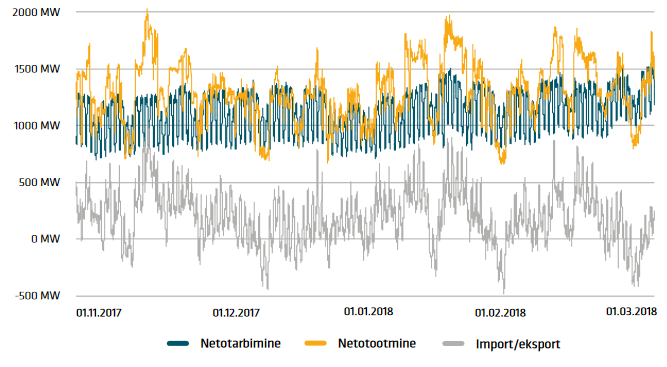 2000 MW
1500 MW
1000 MW
500 MW
0 MW
-500 MW
01.11.2017 01.12.2017 01.01.2018 01.02.2018 01.03.2018
Netotarbimine Netotootmine Import/eksport